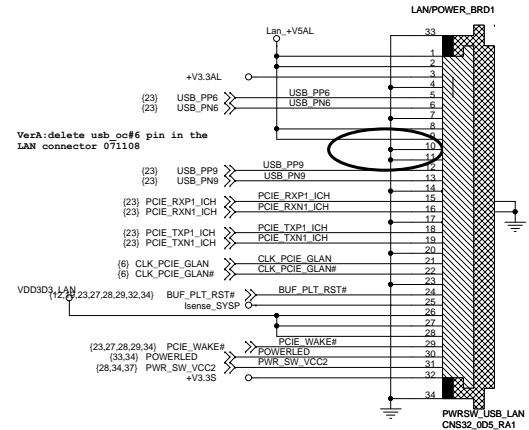 LAN/POWER_BRD1
Lan_+V5AL
33
1
2
+V3.3AL
3
4
{23} USB_PP6
5
{23} USB_PN6
6
7
8
9
VerA:delete usb_oc#6 pin in the
LAN connector 071108
10
11
12
{23} USB_PP9
USB_PP9
13
{23} USB_PN9
USB_PN9
14
{23} PCIE_RXP1_ICH
PCIE_RXP1_ICH
15
{23} PCIE_RXN1_ICH
PCIE_RXN1_ICH
16
17
{23} PCIE_TXP1_ICH
PCIE_TXP1_ICH
18
{23} PCIE_TXN1_ICH
PCIE_TXN1_ICH
19
20
{6} CLK_PCIE_GLAN
CLK_PCIE_GLAN
21
{6} CLK_PCIE_GLAN#
CLK_PCIE_GLAN#
22
23
VDD3D3_LAN
23,27,28,29,32,34} BUF_PLT_RST#
BUF_PLT_RST#
24
Isense_SYSP
25
26
27
28
{23,27,28,29,34} PCIE_WAKE#
PCIE_WAKE#
29
{33,34} POWERLED
POWERLED
30
{28,34,37} PWR_SW_VCC2
PWR_SW_VCC2
31
+V3.3S
32
34
PWRSW_USB_LAN
CNS32_0D5_RA1